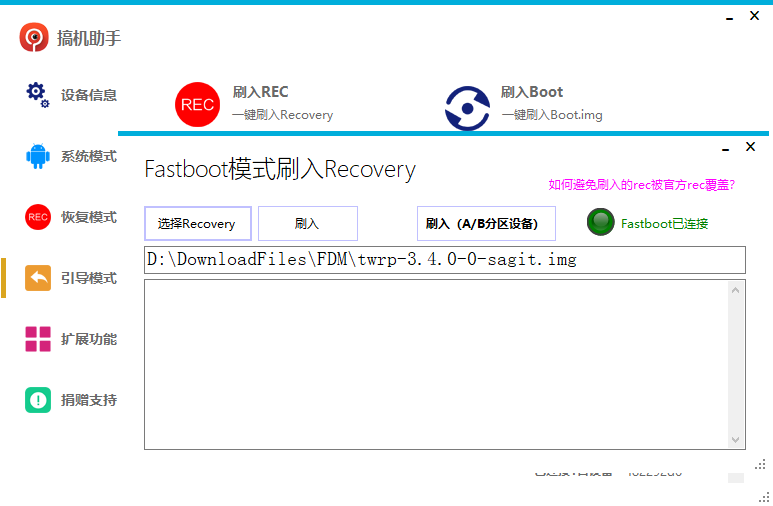 搞机助手
设备信息
刷入REC
一键刷入Recovery
刷入Boot
一键刷入Boot.img
系统模式
Fastboot模式刷入Recovery
如何避免刷入的rec被官方rec覆盖?
REC
REC
恢复模式
选择Recovery
刷入
刷入（A/B分区设备）
Fastboot已连接
D:\DownloadFiles\FDM\twrp-3.4.0-0-sagit.img
引导模式
扩展功能
捐赠支持